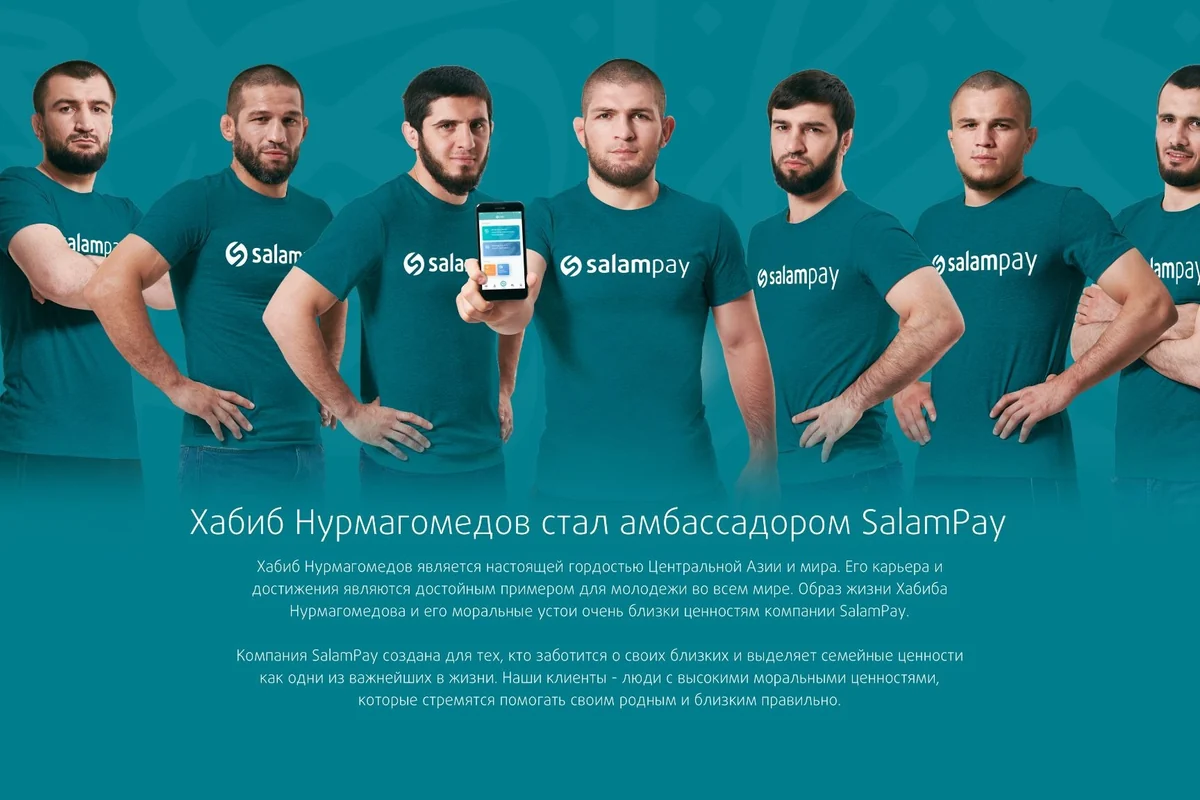 salampay
salam
sala
salampay
salampay
salampay
ampay
Хабиб Нурмагомедов стал амбассадором SalamPay
Хабиб Нурмагомедов является настоящей гордостью Центральной Азии и мира. Его карьера и
достижения являются достойным примером для молодежи во всем мире. Образ жизни Хабиба
Нурмагомедова и его моральные устои очень близки ценностям компании SalamPay.
Компания SalamPay создана для тех, кто заботится о своих близких и выделяет семейные ценности
как одни из важнейших в жизни. Наши клиенты - люди с высокими моральными ценностями,
которые стремятся помогать своим родным и близким правильно.